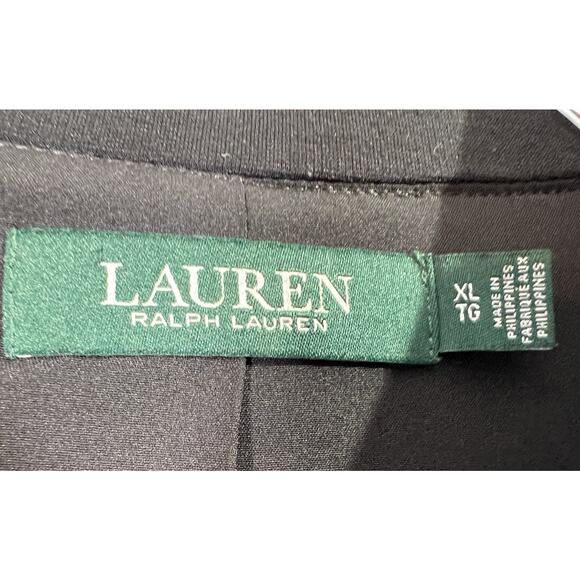 LAUREN
RALPH LAUREN
XL
TG
MADE IN
PHILIPPINES
FABRIQUÉ AUX
PHILIPPINES